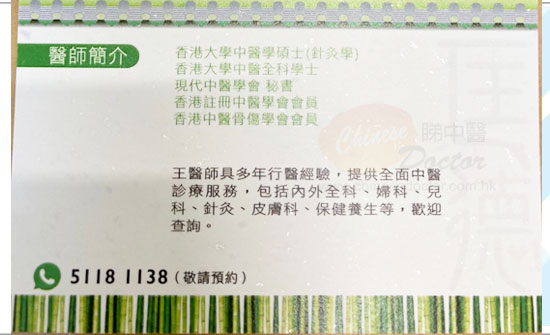 醫師簡介
香港大學中醫學碩士(針灸學)
香港大學中醫全科學士
現代中醫學會 秘書
香港註冊中醫學會會員
香港中醫骨傷學會會員
Chinese
睇中醫
Doctor
王醫師具多年行醫經驗，提供全面中醫
診療服務，包括內外全科、婦科、兒
科、針灸、皮膚科、保健養生等，歡迎
查詢。
5118 1138 (敬請預約)